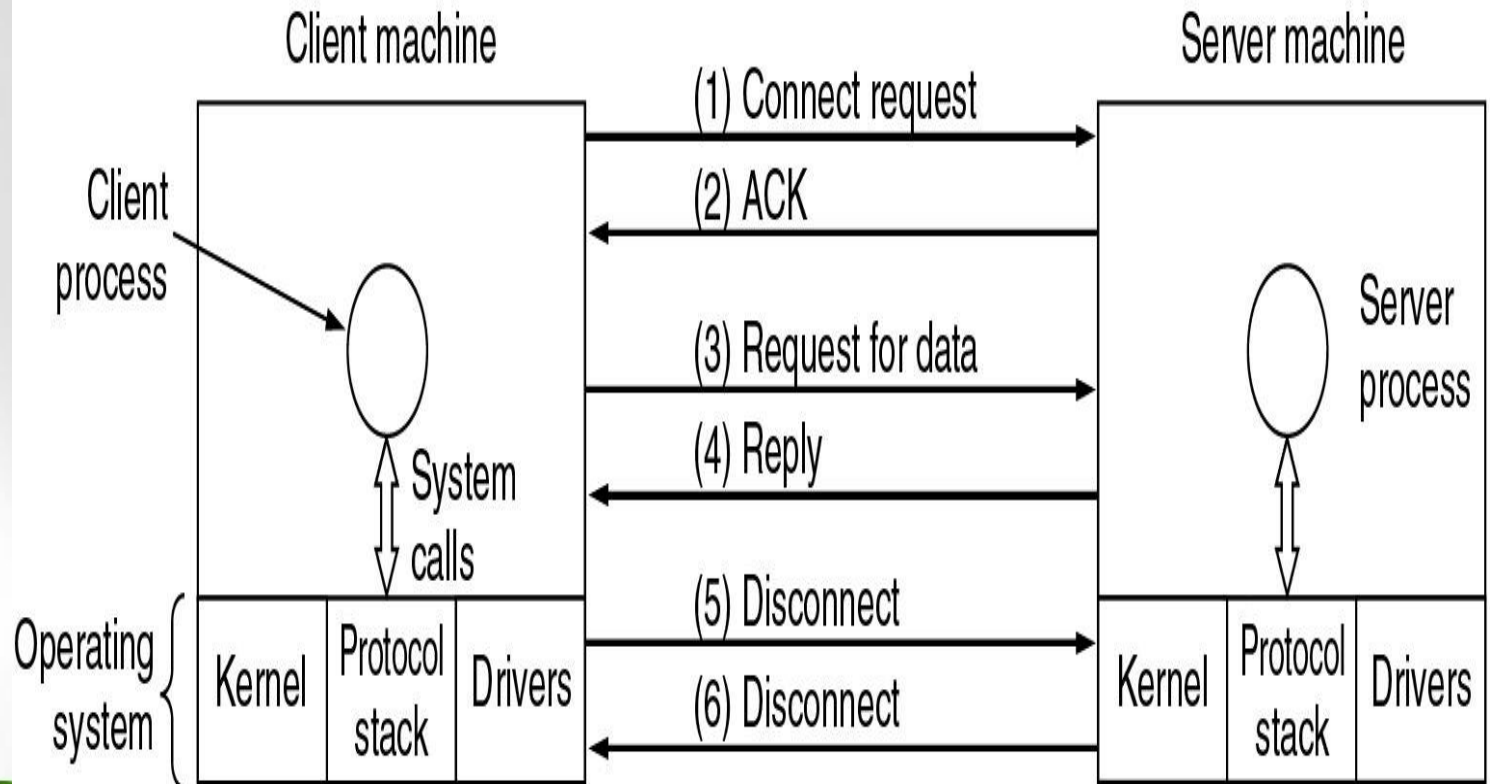 Client machine
Server machine
(1) Connect request
(2) ACK
Client
process
Server
process
(3) Request for data
(4) Reply
System
calls
(5) Disconnect
(6) Disconnect
Operating
system
Kernel
Protocol
stack
Drivers
Kernel
Protocol
stack
Drivers